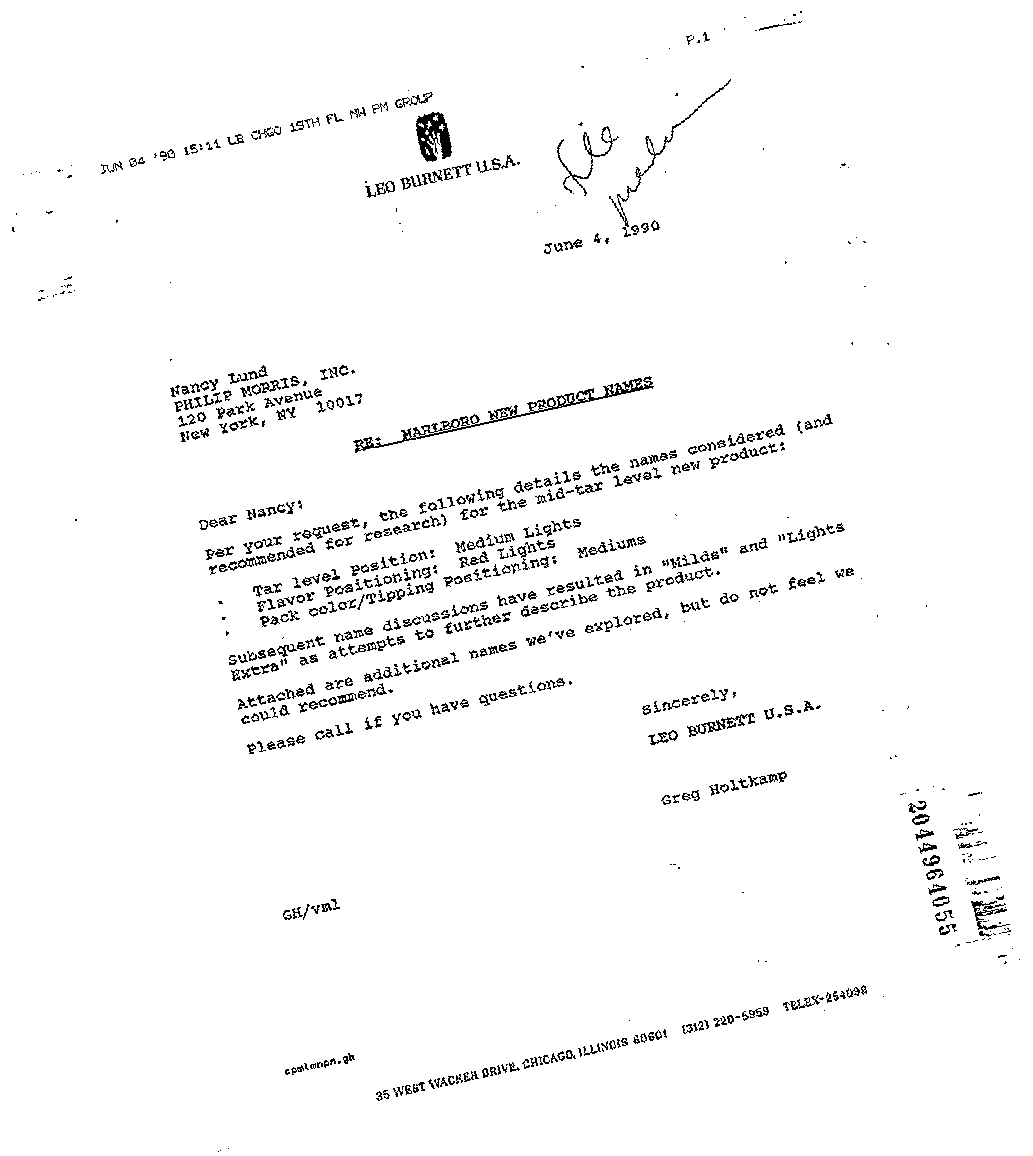 P.1
JUN 04 '90 15:11 LB CHGO 15TH FL NW PM GROUP
LEO BURNETT U.S.A.
File
June 4, 1990
Nancy Lund
PHILIP MORRIS, INC.
120 Park Avenue
New York, NY 10017
RE: MARLBORO NEW PRODUCT NAMES
Dear Nancy:
Per your request, the following details the names considered (and
recommended for research) for the mid-tar level new product:
. Tar level Position: Medium Lights
. Flavor Positioning: Red Lights
. Pack color/Tipping Positioning: Mediums
Subsequent name discussions have resulted in "Milds" and "Lights
Extra" as attempts to further describe the product.
Attached are additional names we've explored, but do not feel we
could recommend.
Please call if you have questions.
Sincerely,
LEO BURNETT U.S.A.
Greg Holtkamp
2044964055
GH/vml
35 WEST WACKER DRIVE, CHICAGO, ILLINOIS 60601 (312) 220-5959 TELEX-254098